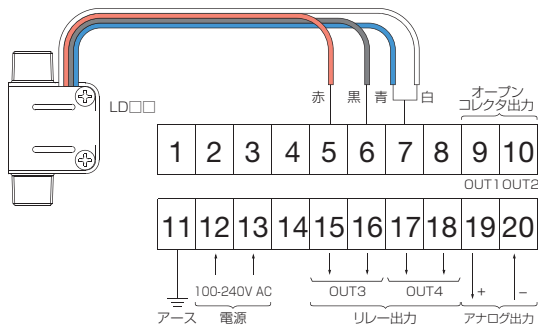 赤 黒 青 白
オープン
コレクタ出力
LD□□
1 2 3 4 5 6 7 8 9 10
OUT1 OUT2
11 12 13 14 15 16 17 18 19 20
100-240V AC OUT3 OUT4 + −
アース 電源 リレー出力 アナログ出力